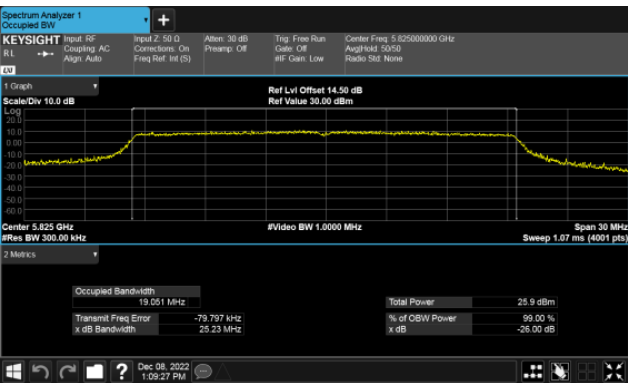 Spectrum Analyzer 1
Occupied BW
KEYSIGHT Input: RF Input Z: 50 Ω Atten: 30 dB Trig: Free Run Center Freq: 5.825000000 GHz
RL Coupling: AC Corrections: On Preamp: Off Gate: Off Avg|Hold: 50/50
Align: Auto Freq Ref: Int (S) #IF Gain: Low Radio Std: None
LXI
1 Graph
Ref Lvl Offset 14.50 dB
Scale/Div 10.0 dB Ref Value 30.00 dBm
Log
20.0
10.0
0.00
-10.0
-20.0
-30.0
-40.0
-50.0
-60.0
Center 5.825 GHz #Video BW 1.0000 MHz Span 30 MHz
#Res BW 300.00 kHz Sweep 1.07 ms (4001 pts)
2 Metrics
Occupied Bandwidth
19.051 MHz Total Power 25.9 dBm
Transmit Freq Error -79.797 kHz % of OBW Power 99.00 %
x dB Bandwidth 25.23 MHz x dB -26.00 dB
? Dec 08, 2022
1:09:27 PM